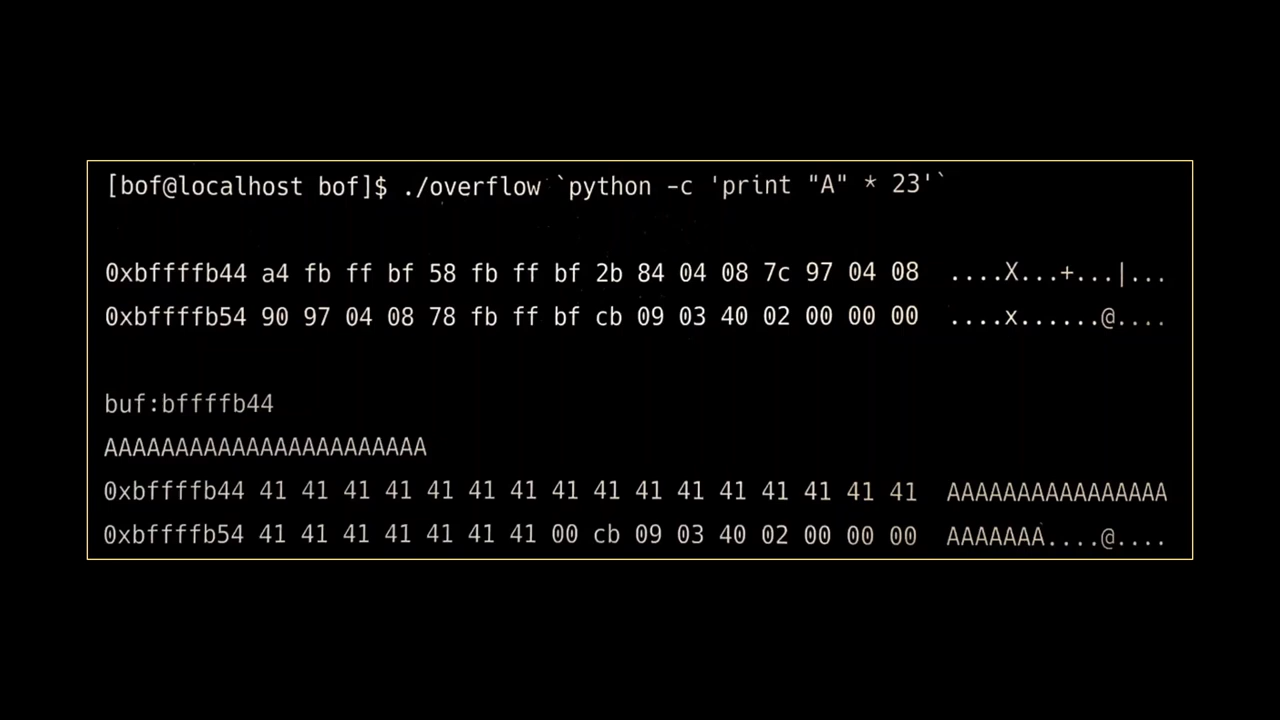 [bof@localhost bof]$ ./overflow `python -c 'print "A" * 23'`
0xbffffb44 a4 fb ff bf 58 fb ff bf 2b 84 04 08 7c 97 04 08 ....X...+...|...
0xbffffb54 90 97 04 08 78 fb ff bf cb 09 03 40 02 00 00 00 ....x......@....
buf:bffffb44
AAAAAAAAAAAAAAAAAAAAAAA
0xbffffb44 41 41 41 41 41 41 41 41 41 41 41 41 41 41 41 41 AAAAAAAAAAAAAAAA
0xbffffb54 41 41 41 41 41 41 41 00 cb 09 03 40 02 00 00 00 AAAAAAA....@....